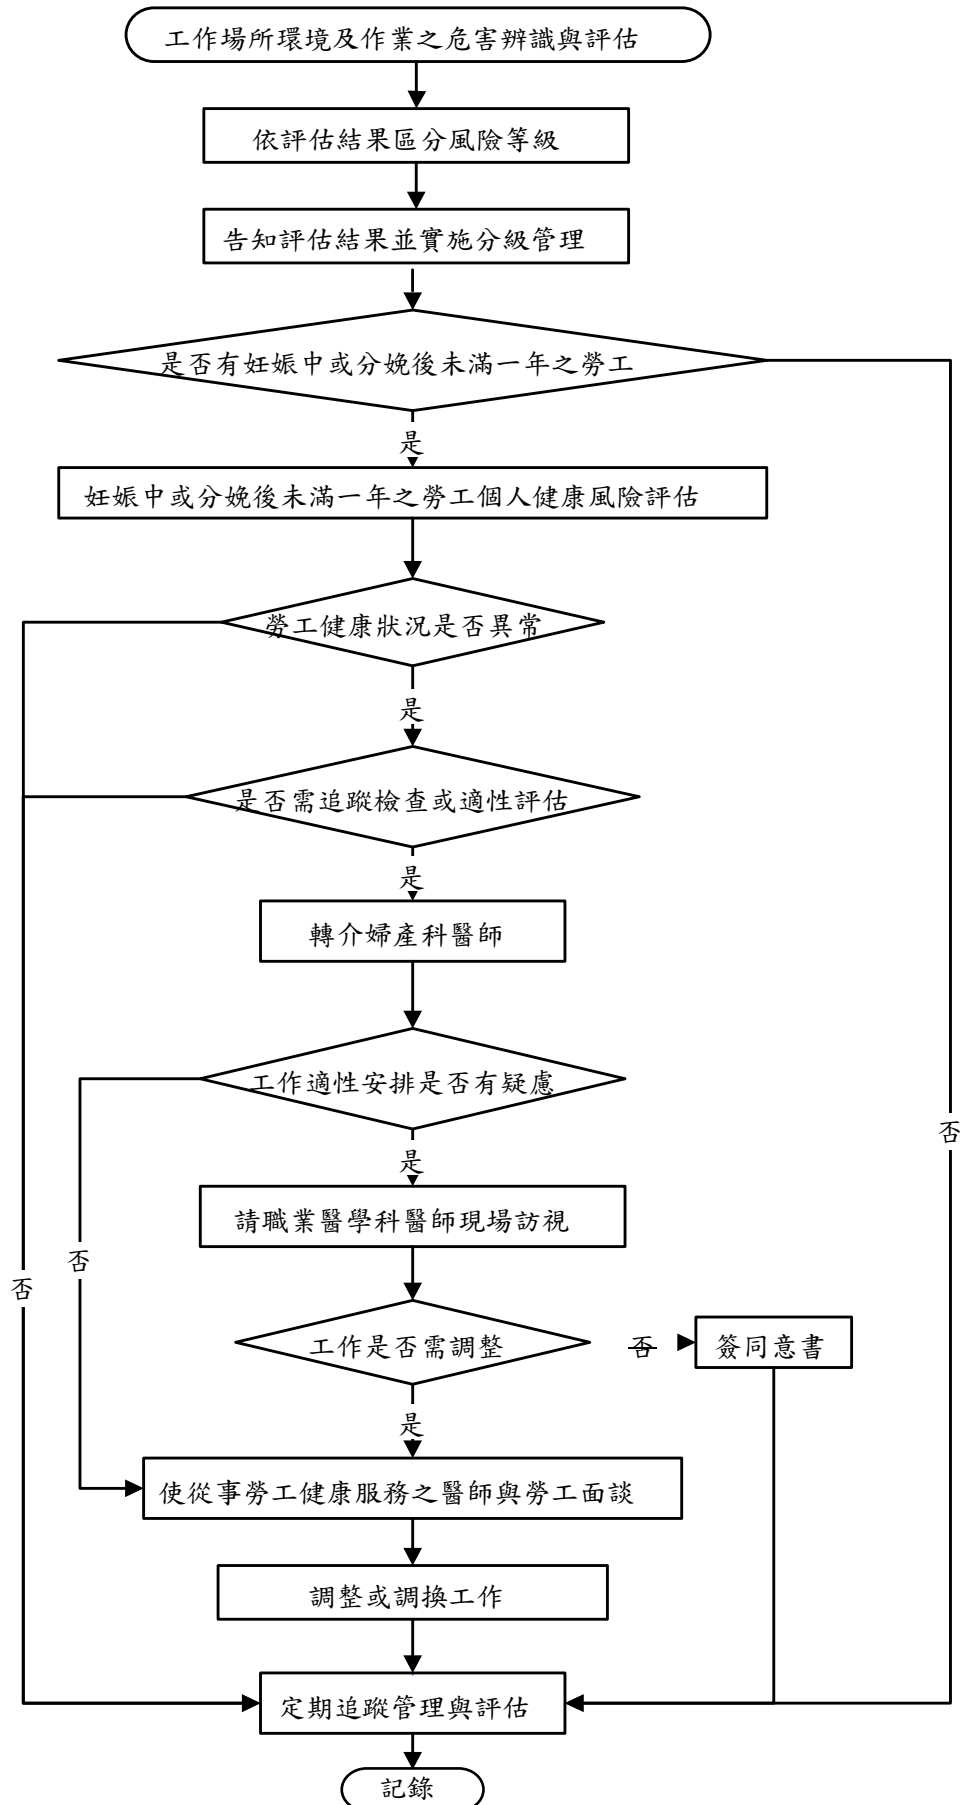 工作場所環境及作業之危害辨識與評估
依評估結果區分風險等級
告知評估結果並實施分級管理
是否有妊娠中或分娩後未滿一年之勞工
是
妊娠中或分娩後未滿一年之勞工個人健康風險評估
勞工健康狀況是否異常
是
是否需追蹤檢查或適性評估
是
轉介婦產科醫師
工作適性安排是否有疑慮
否
是
請職業醫學科醫師現場訪視
否
否
工作是否需調整
否
簽同意書
是
使從事勞工健康服務之醫師與勞工面談
調整或調換工作
定期追蹤管理與評估
記錄